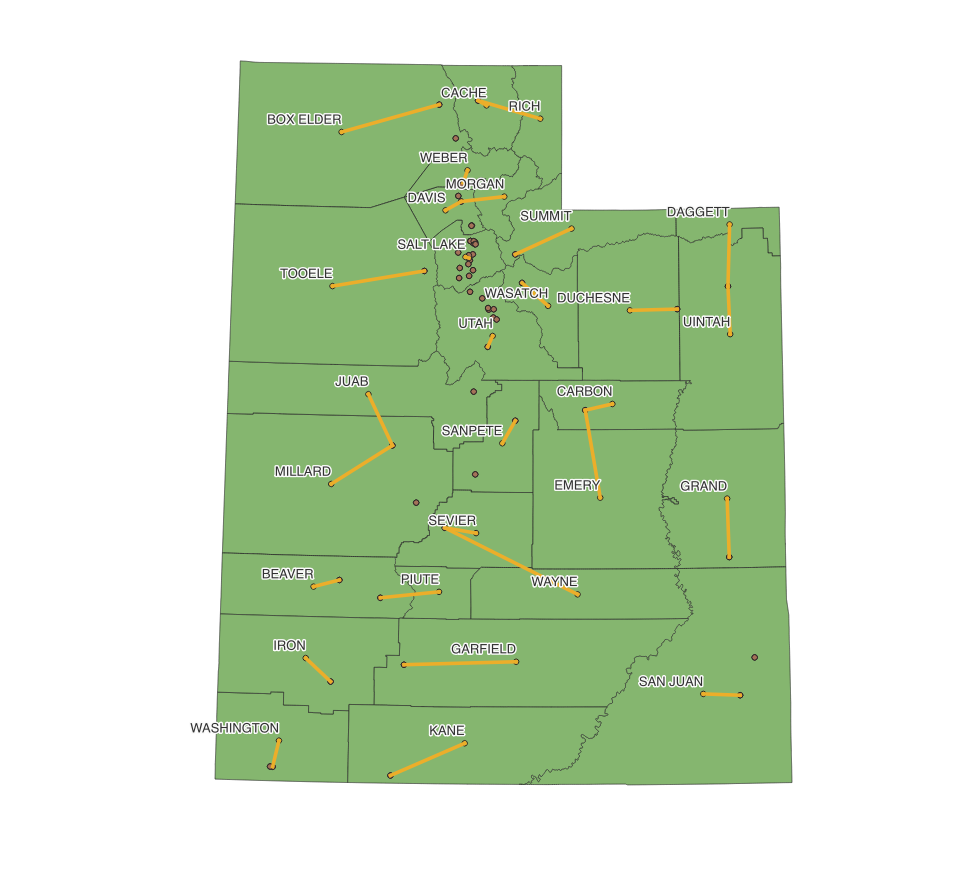 CACHE
RICH
BOX ELDER
WEBER
MORGAN
DAVIS
SUMMIT
DAGGETT
SALT LAKE
TOOELE
WASATCH
DUCHESNE
UTAH
UINTAH
JUAB
CARBON
SANPETE
MILLARD
EMERY
GRAND
SEVIER
BEAVER
PIUTE
WAYNE
IRON
GARFIELD
SAN JUAN
WASHINGTON
KANE